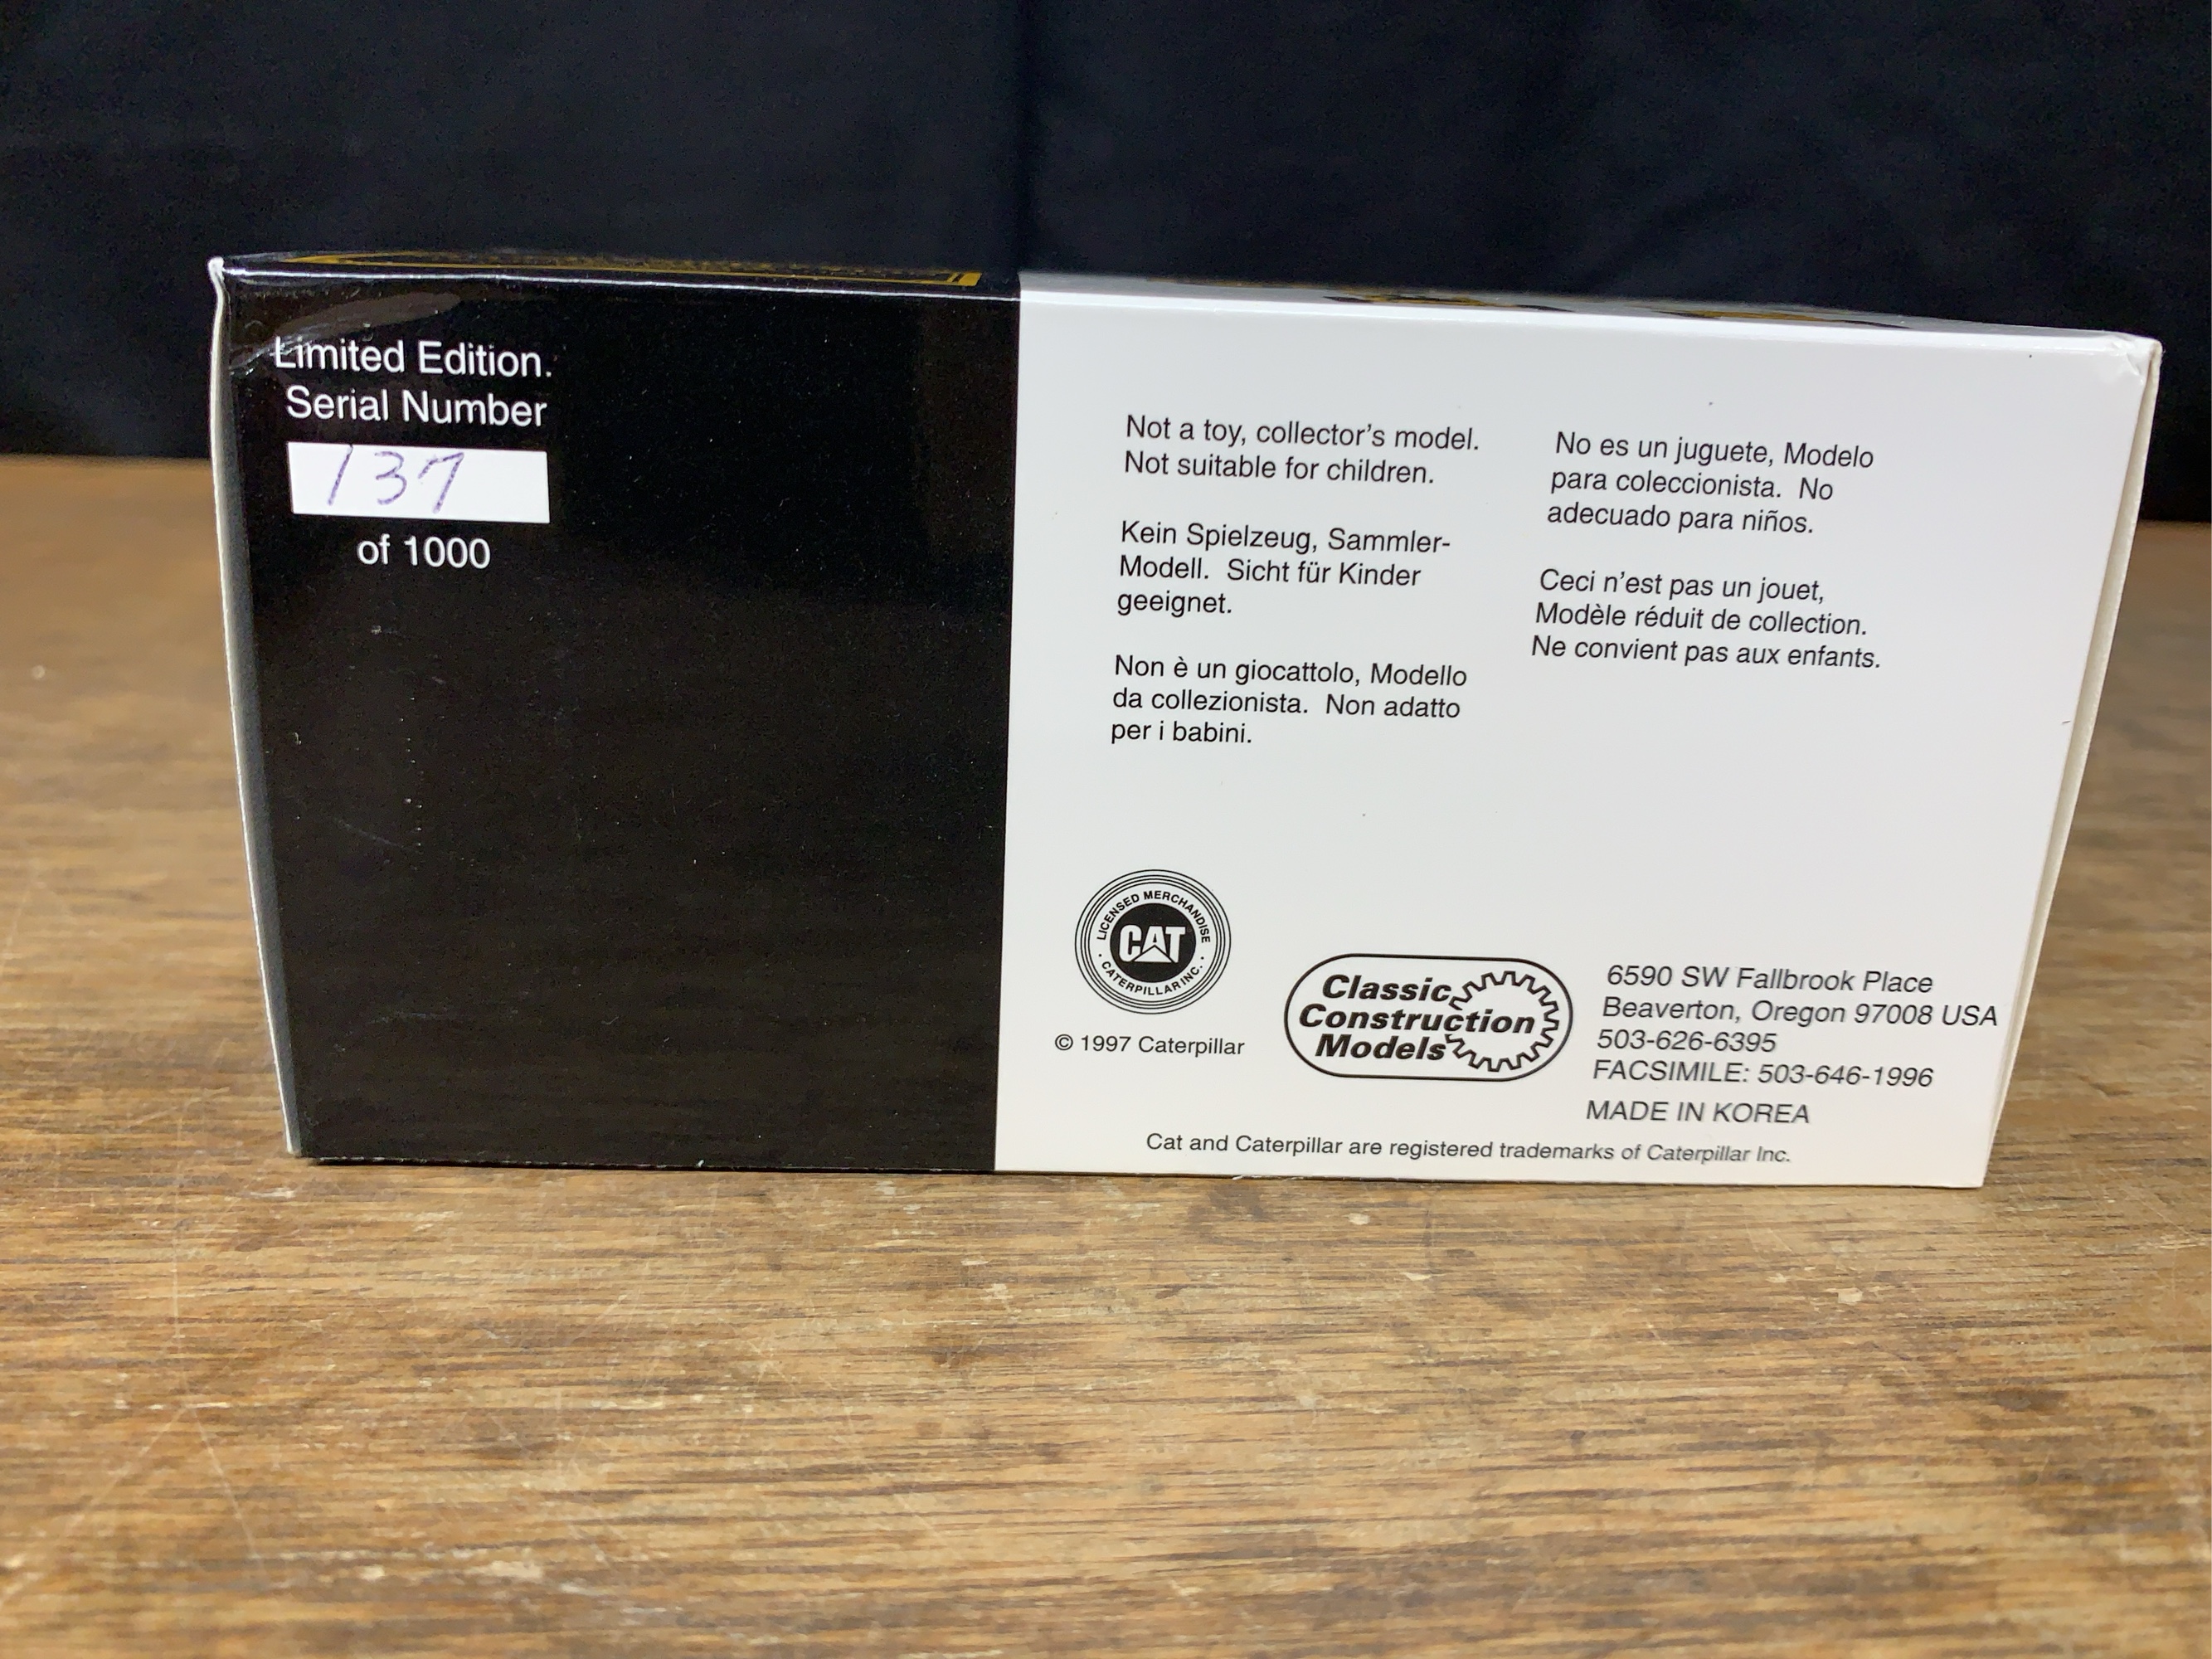 Limited Edition.
Serial Number
137
of 1000
Not a toy, collector's model.
Not suitable for children.
Kein Spielzeug, Sammler-
Modell.  Sicht für Kinder
geeignet.
Non è un giocattolo, Modello
da collezionista.  Non adatto
per i babini.
No es un juguete, Modelo
para coleccionista.  No
adecuado para niños.
Ceci n'est pas un jouet,
Modèle réduit de collection.
Ne convient pas aux enfants.
LICENSED MERCHANDISE
CAT
· CATERPILLAR INC. ·
© 1997 Caterpillar
Classic
Construction
Models
6590 SW Fallbrook Place
Beaverton, Oregon 97008 USA
503-626-6395
FACSIMILE: 503-646-1996
MADE IN KOREA
Cat and Caterpillar are registered trademarks of Caterpillar Inc.